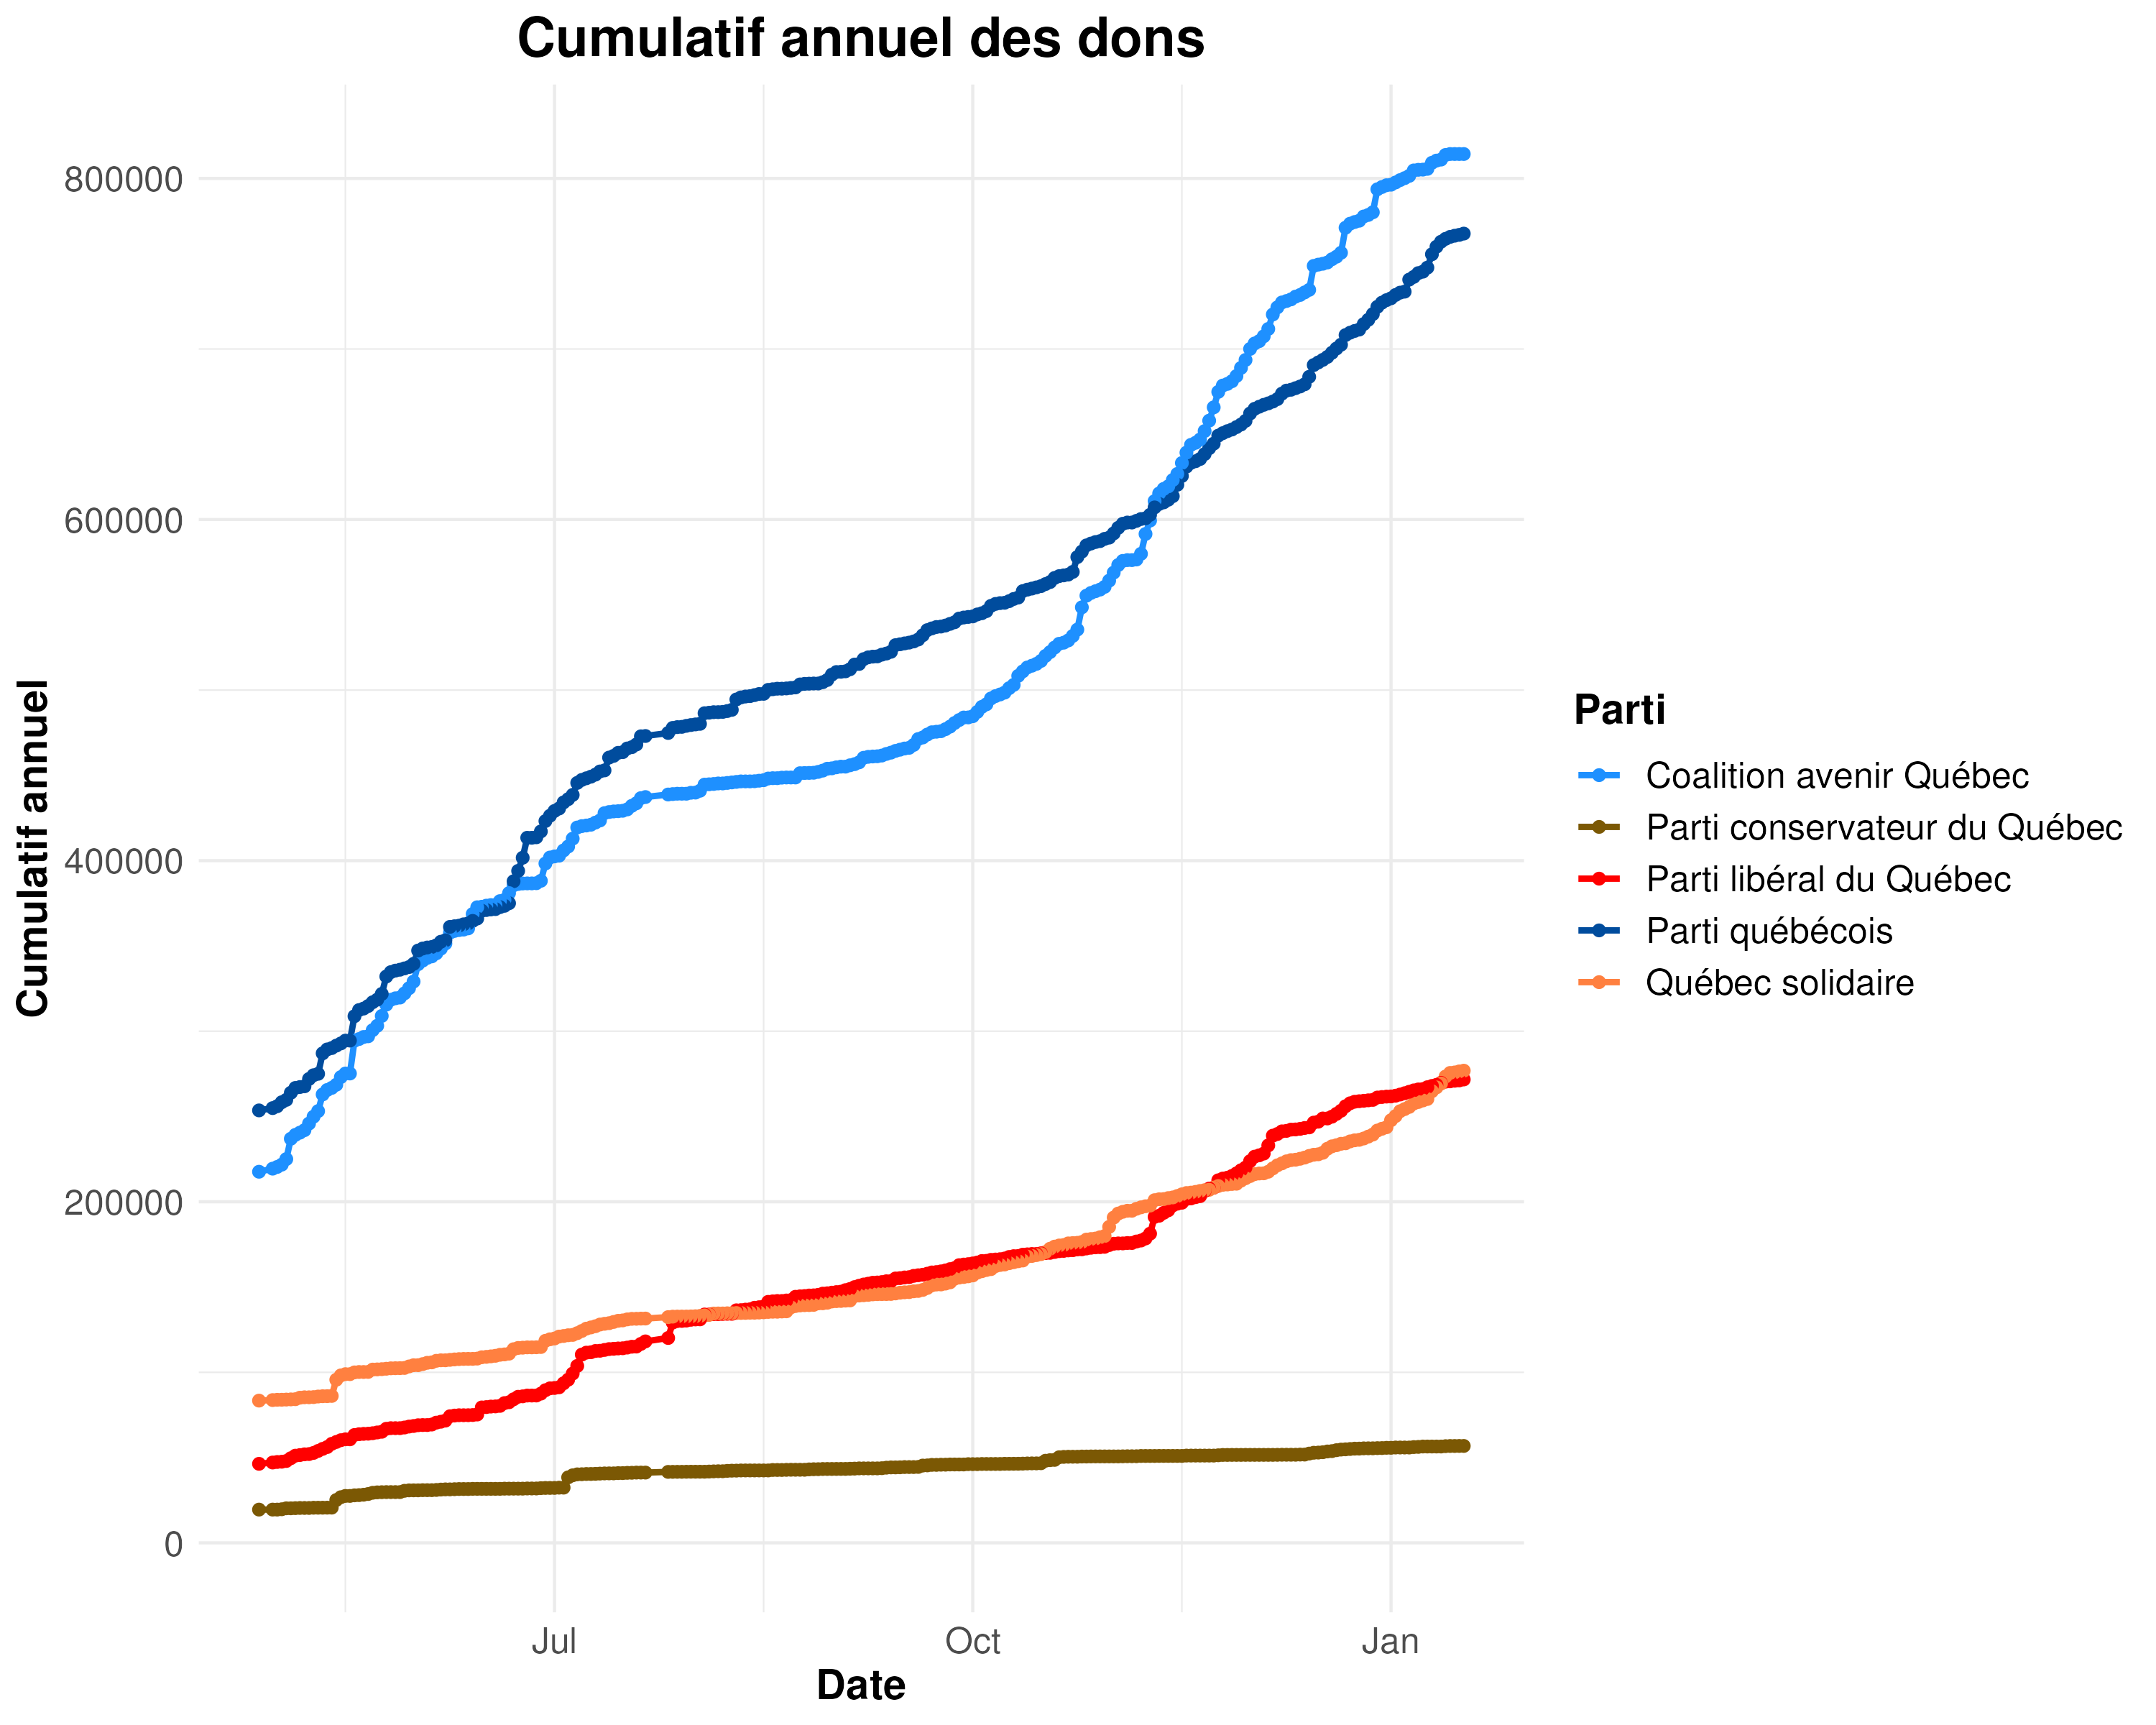 Cumulatif annuel des dons
Cumulatif annuel
800000
600000
400000
200000
0
Jul
Oct
Jan
Date
Parti
Coalition avenir Québec
Parti conservateur du Québec
Parti libéral du Québec
Parti québécois
Québec solidaire